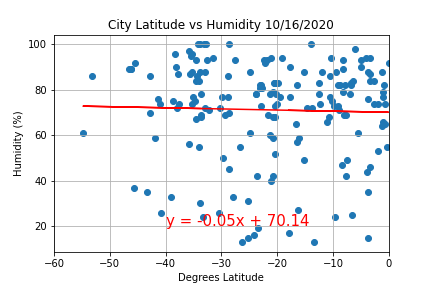 City Latitude vs Humidity 10/16/2020
100
80
60
40
20
Humidity (%)
y = -0.05x + 70.14
−60 −50 −40 −30 −20 −10 0
Degrees Latitude